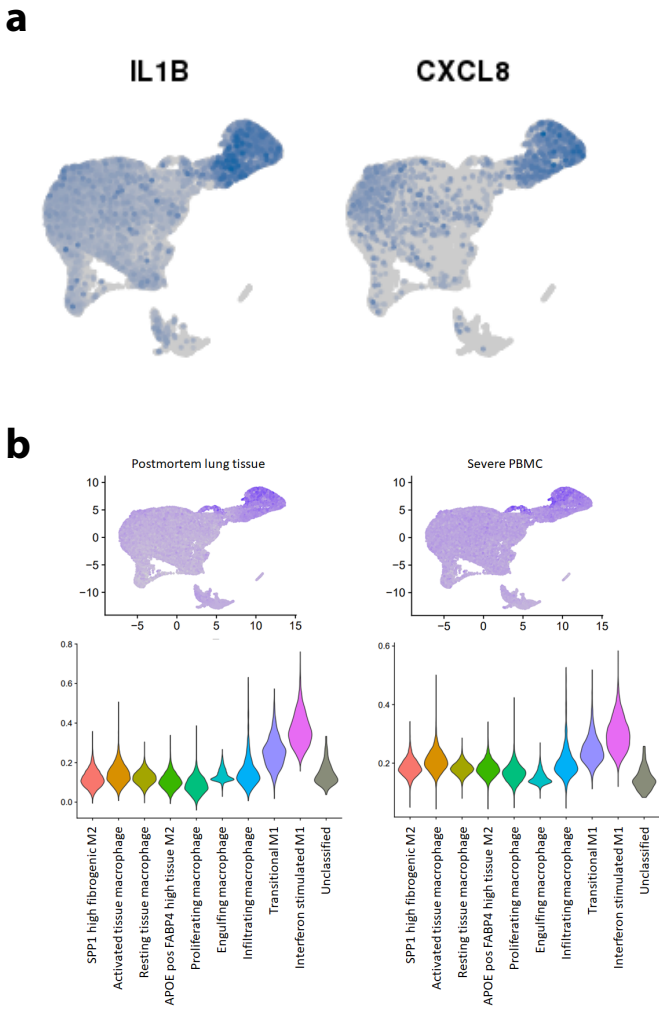 a
IL1B CXCL8
b
Postmortem lung tissue Severe PBMC
10 10
5 5
0 0
−5 −5
−10 −10
−5 0 5 10 15 −5 0 5 10 15
0.8 0.6
0.6
0.4
0.4
0.2 0.2
0.0
SPP1 high fibrogenic M2
Activated tissue macrophage
Resting tissue macrophage
APOE pos FABP4 high tissue M2
Proliferating macrophage
Engulfing macrophage
Infiltrating macrophage
Transitional M1
Interferon stimulated M1
Unclassified
SPP1 high fibrogenic M2
Activated tissue macrophage
Resting tissue macrophage
APOE pos FABP4 high tissue M2
Proliferating macrophage
Engulfing macrophage
Infiltrating macrophage
Transitional M1
Interferon stimulated M1
Unclassified